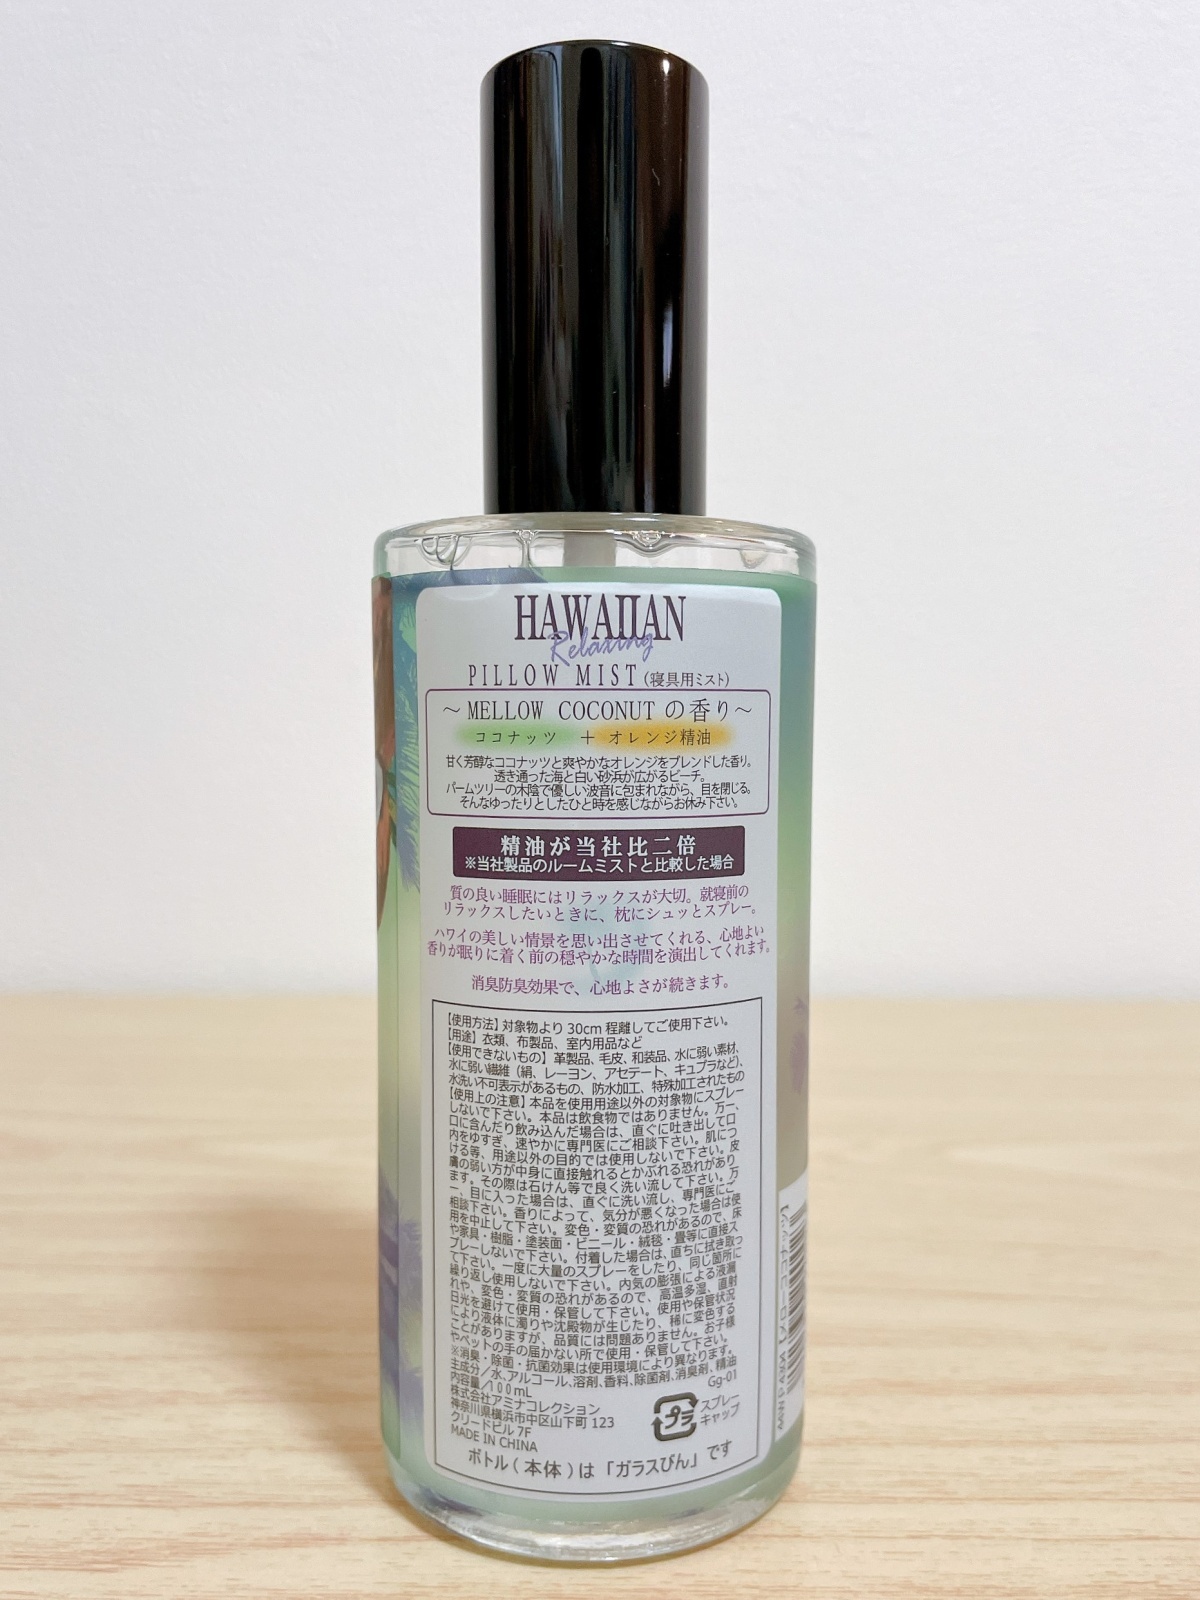 HAWAIIAN
Relaxing
PILLOW MIST(寝具用ミスト)
～ MELLOW COCONUT の香り～
ココナッツ ＋オレンジ精油
甘く芳醇なココナッツと爽やかなオレンジをブレンドした香り。
透き通った海と白い砂浜が広がるビーチ。
パームツリーの木陰で優しい波音に包まれながら、目を閉じる。
そんなゆったりとしたひと時を感じながらお休み下さい。
精油が当社比二倍
※当社製品のルームミストと比較した場合
質の良い睡眠にはリラックスが大切。就寝前の
リラックスしたいときに、枕にシュッとスプレー。
ハワイの美しい情景を思い出させてくれる、心地よい
香りが眠りに着く前の穏やかな時間を演出してくれます。
消臭防臭効果で、心地よさが続きます。
【使用方法】対象物より 30cm 程離してご使用下さい。
【用途】衣類、布製品、室内用品など
【使用できないもの】革製品、毛皮、和装品、水に弱い素材、
水に弱い繊維（絹、レーヨン、アセテート、キュプラなど）、
水洗い不可表示があるもの、防水加工、特殊加工されたもの
【使用上の注意】本品を使用用途以外の対象物にスプレー
しないで下さい。本品は飲食物ではありません。万一、
口に含んだり飲み込んだ場合は、直ぐに吐き出して口
内をゆすぎ、速やかに専門医にご相談下さい。肌につ
ける等、用途以外の目的では使用しないで下さい。皮
膚の弱い方が中身に直接触れるとかぶれる恐れがあり
ます。その際は石けん等で良く洗い流して下さい。万
一、目に入った場合は、直ぐに洗い流し、専門医にご
相談下さい。香りによって、気分が悪くなった場合は使
用を中止して下さい。変色・変質の恐れがあるので、床
や家具・樹脂・塗装面・ビニール・絨毯・畳等に直接ス
プレーしないで下さい。付着した場合は、直ちに拭き取っ
て下さい。一度に大量のスプレーをしたり、同じ箇所に
繰り返し使用しないで下さい。内気の膨張による液漏
れや、変色・変質の恐れがあるので、高温多湿、直射
日光を避けて使用・保管して下さい。使用や保管状況
により液体に濁りや沈殿物が生じたり、稀に変色する
ことがありますが、品質には問題ありません。お子様
やペットの手の届かない所で使用・保管して下さい。
※消臭・除菌・抗菌効果は使用環境により異なります。
主成分／水、アルコール、溶剤、香料、除菌剤、消臭剤、精油
内容量／100mL
Gg-01
株式会社アミナコレクション
神奈川県横浜市中区山下町 123
クリードビル 7F
MADE IN CHINA
プラ
スプレー
キャップ
ボトル（本体）は「ガラスびん」です